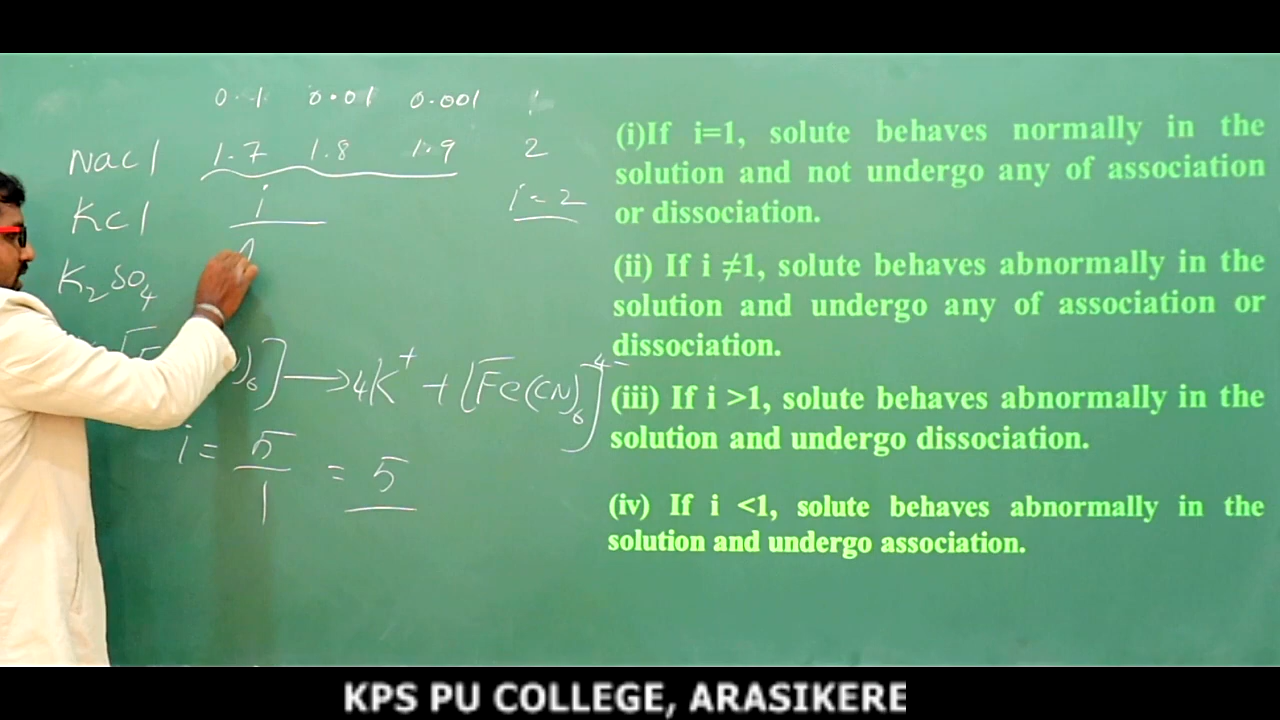 0.1 0.01 0.001
NaCl 1.7 1.8 1.9 2
KCl i i = 2
K₂SO₄
)₆] → 4K⁺ + [Fe(CN)₆]⁴⁻
i = 5/1 = 5
(i)If i=1, solute behaves normally in the
solution and not undergo any of association
or dissociation.
(ii) If i ≠1, solute behaves abnormally in the
solution and undergo any of association or
dissociation.
(iii) If i >1, solute behaves abnormally in the
solution and undergo dissociation.
(iv) If i <1, solute behaves abnormally in the
solution and undergo association.
KPS PU COLLEGE, ARASIKERE